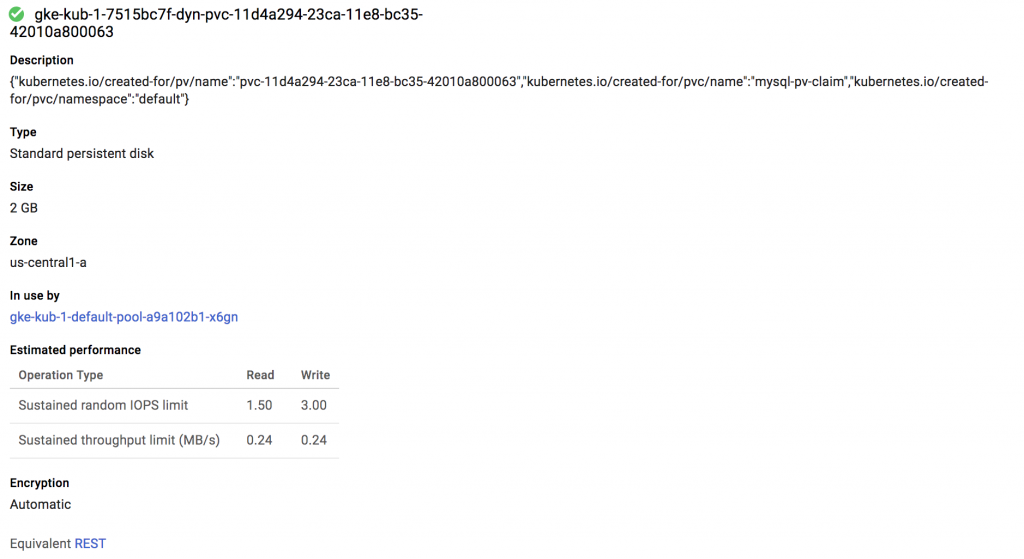 gke-kub-1-7515bc7f-dyn-pvc-11d4a294-23ca-11e8-bc35-
42010a800063
Description
{"kubernetes.io/created-for/pv/name":"pvc-11d4a294-23ca-11e8-bc35-42010a800063","kubernetes.io/created-for/pvc/name":"mysql-pv-claim","kubernetes.io/created-
for/pvc/namespace":"default"}
Type
Standard persistent disk
Size
2 GB
Zone
us-central1-a
In use by
gke-kub-1-default-pool-a9a102b1-x6gn
Estimated performance
Operation Type Read Write
Sustained random IOPS limit 1.50 3.00
Sustained throughput limit (MB/s) 0.24 0.24
Encryption
Automatic
Equivalent REST